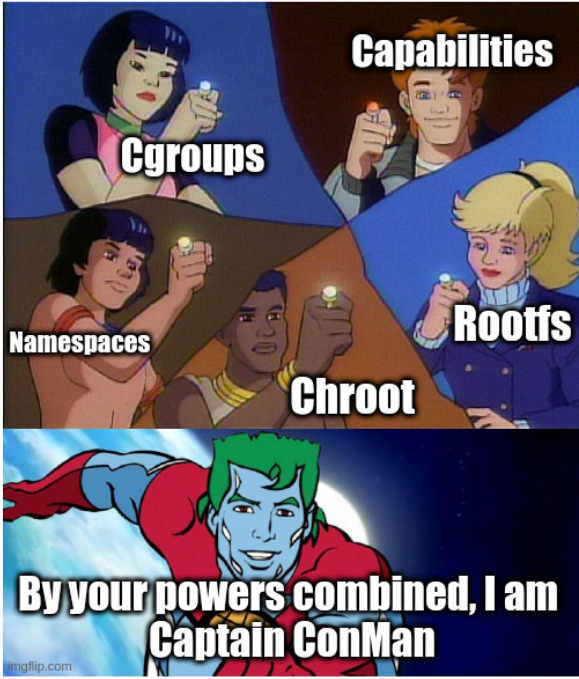 Capabilities
Cgroups
Rootfs
Namespaces
Chroot
By your powers combined, I am
Captain ConMan
imgflip.com